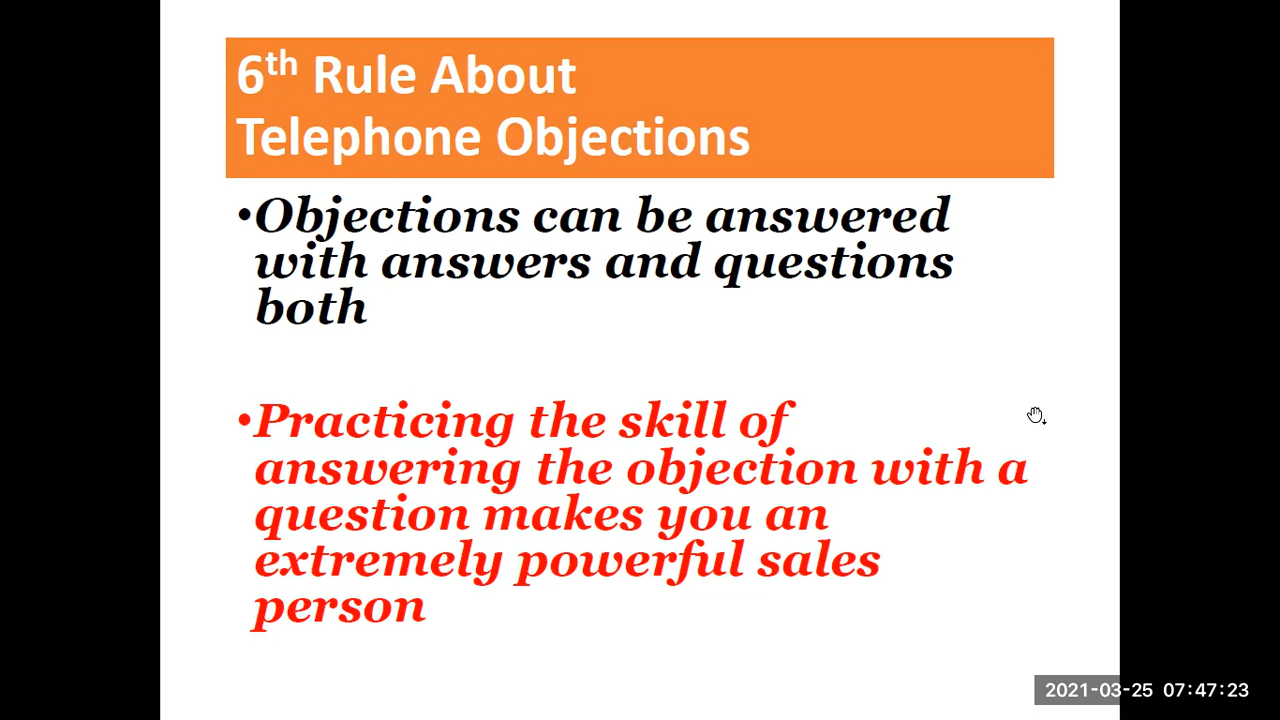 6th Rule About
Telephone Objections
•Objections can be answered
with answers and questions
both
•Practicing the skill of
answering the objection with a
question makes you an
extremely powerful sales
person
2021-03-25 07:47:23